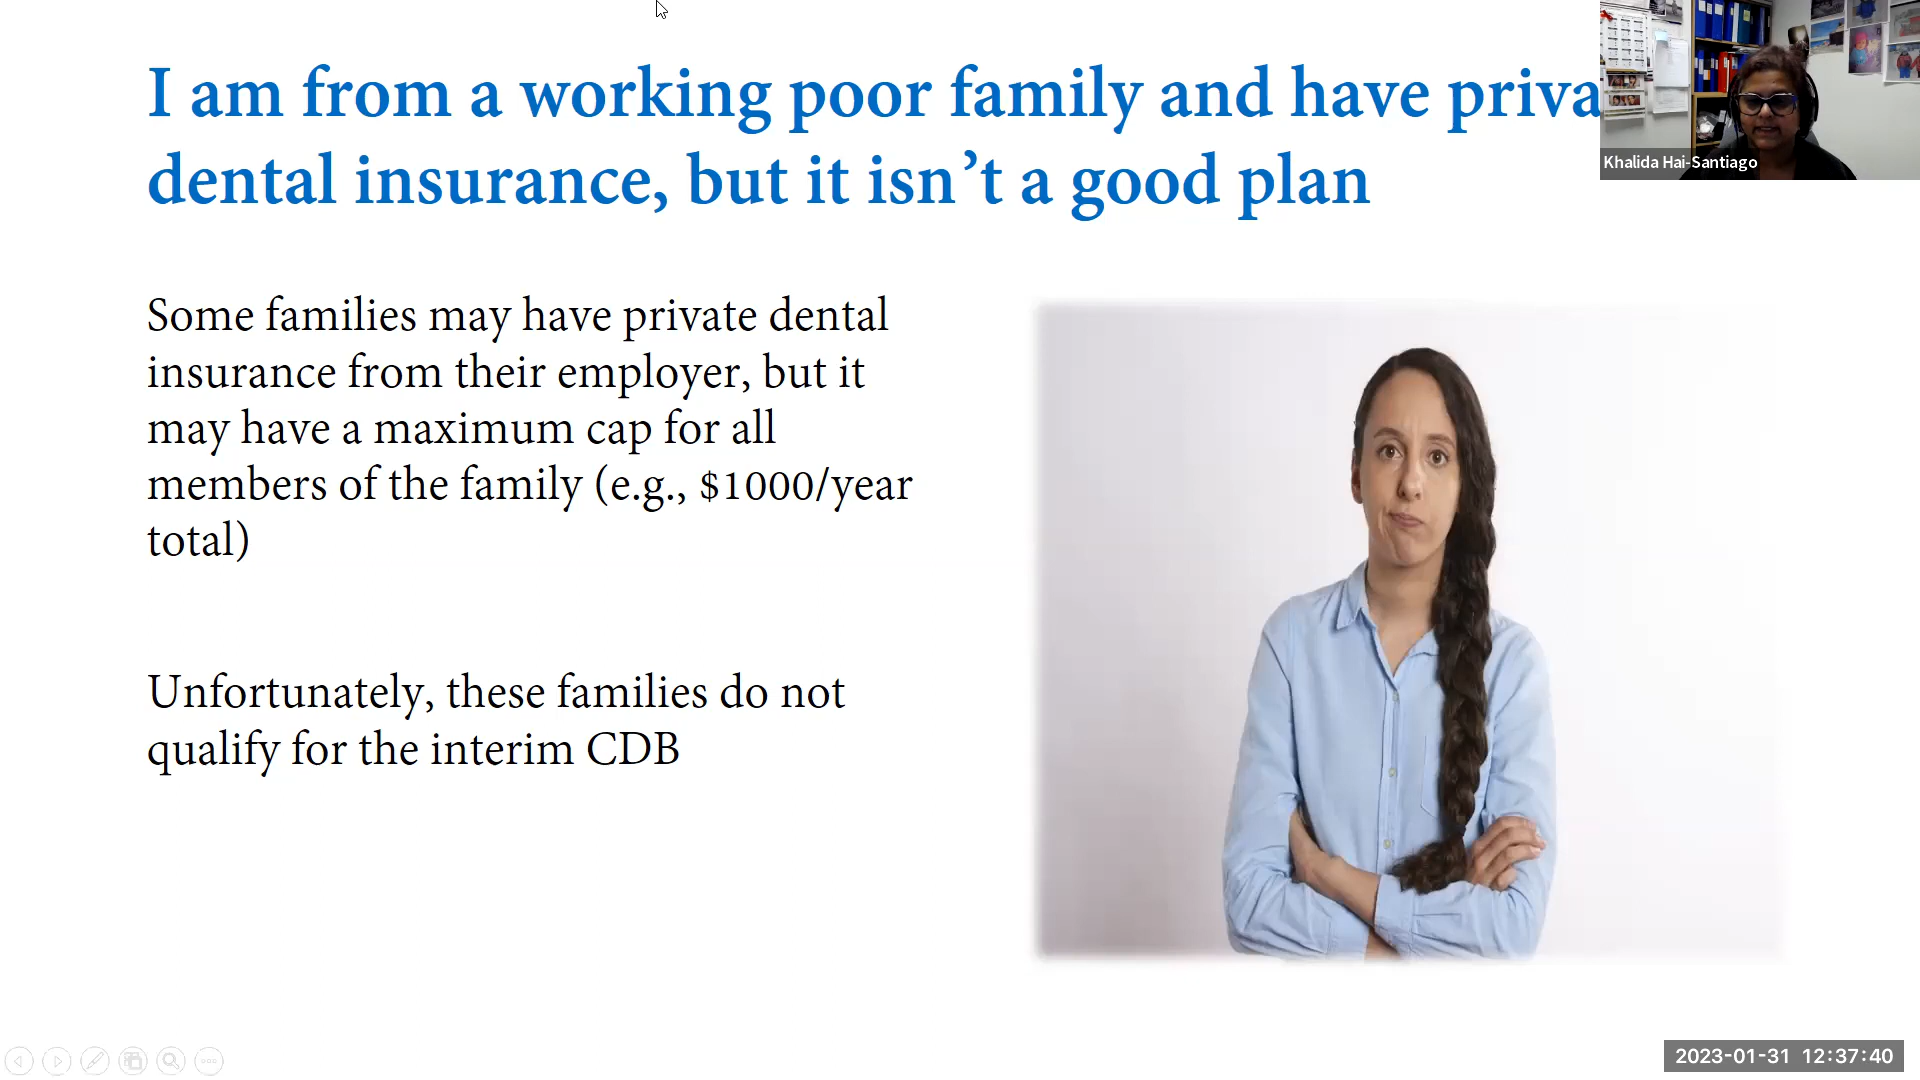 I am from a working poor family and have priva
dental insurance, but it isn’t a good plan
Khalida Hai-Santiago
Some families may have private dental
insurance from their employer, but it
may have a maximum cap for all
members of the family (e.g., $1000/year
total)
Unfortunately, these families do not
qualify for the interim CDB
2023-01-31 12:37:40